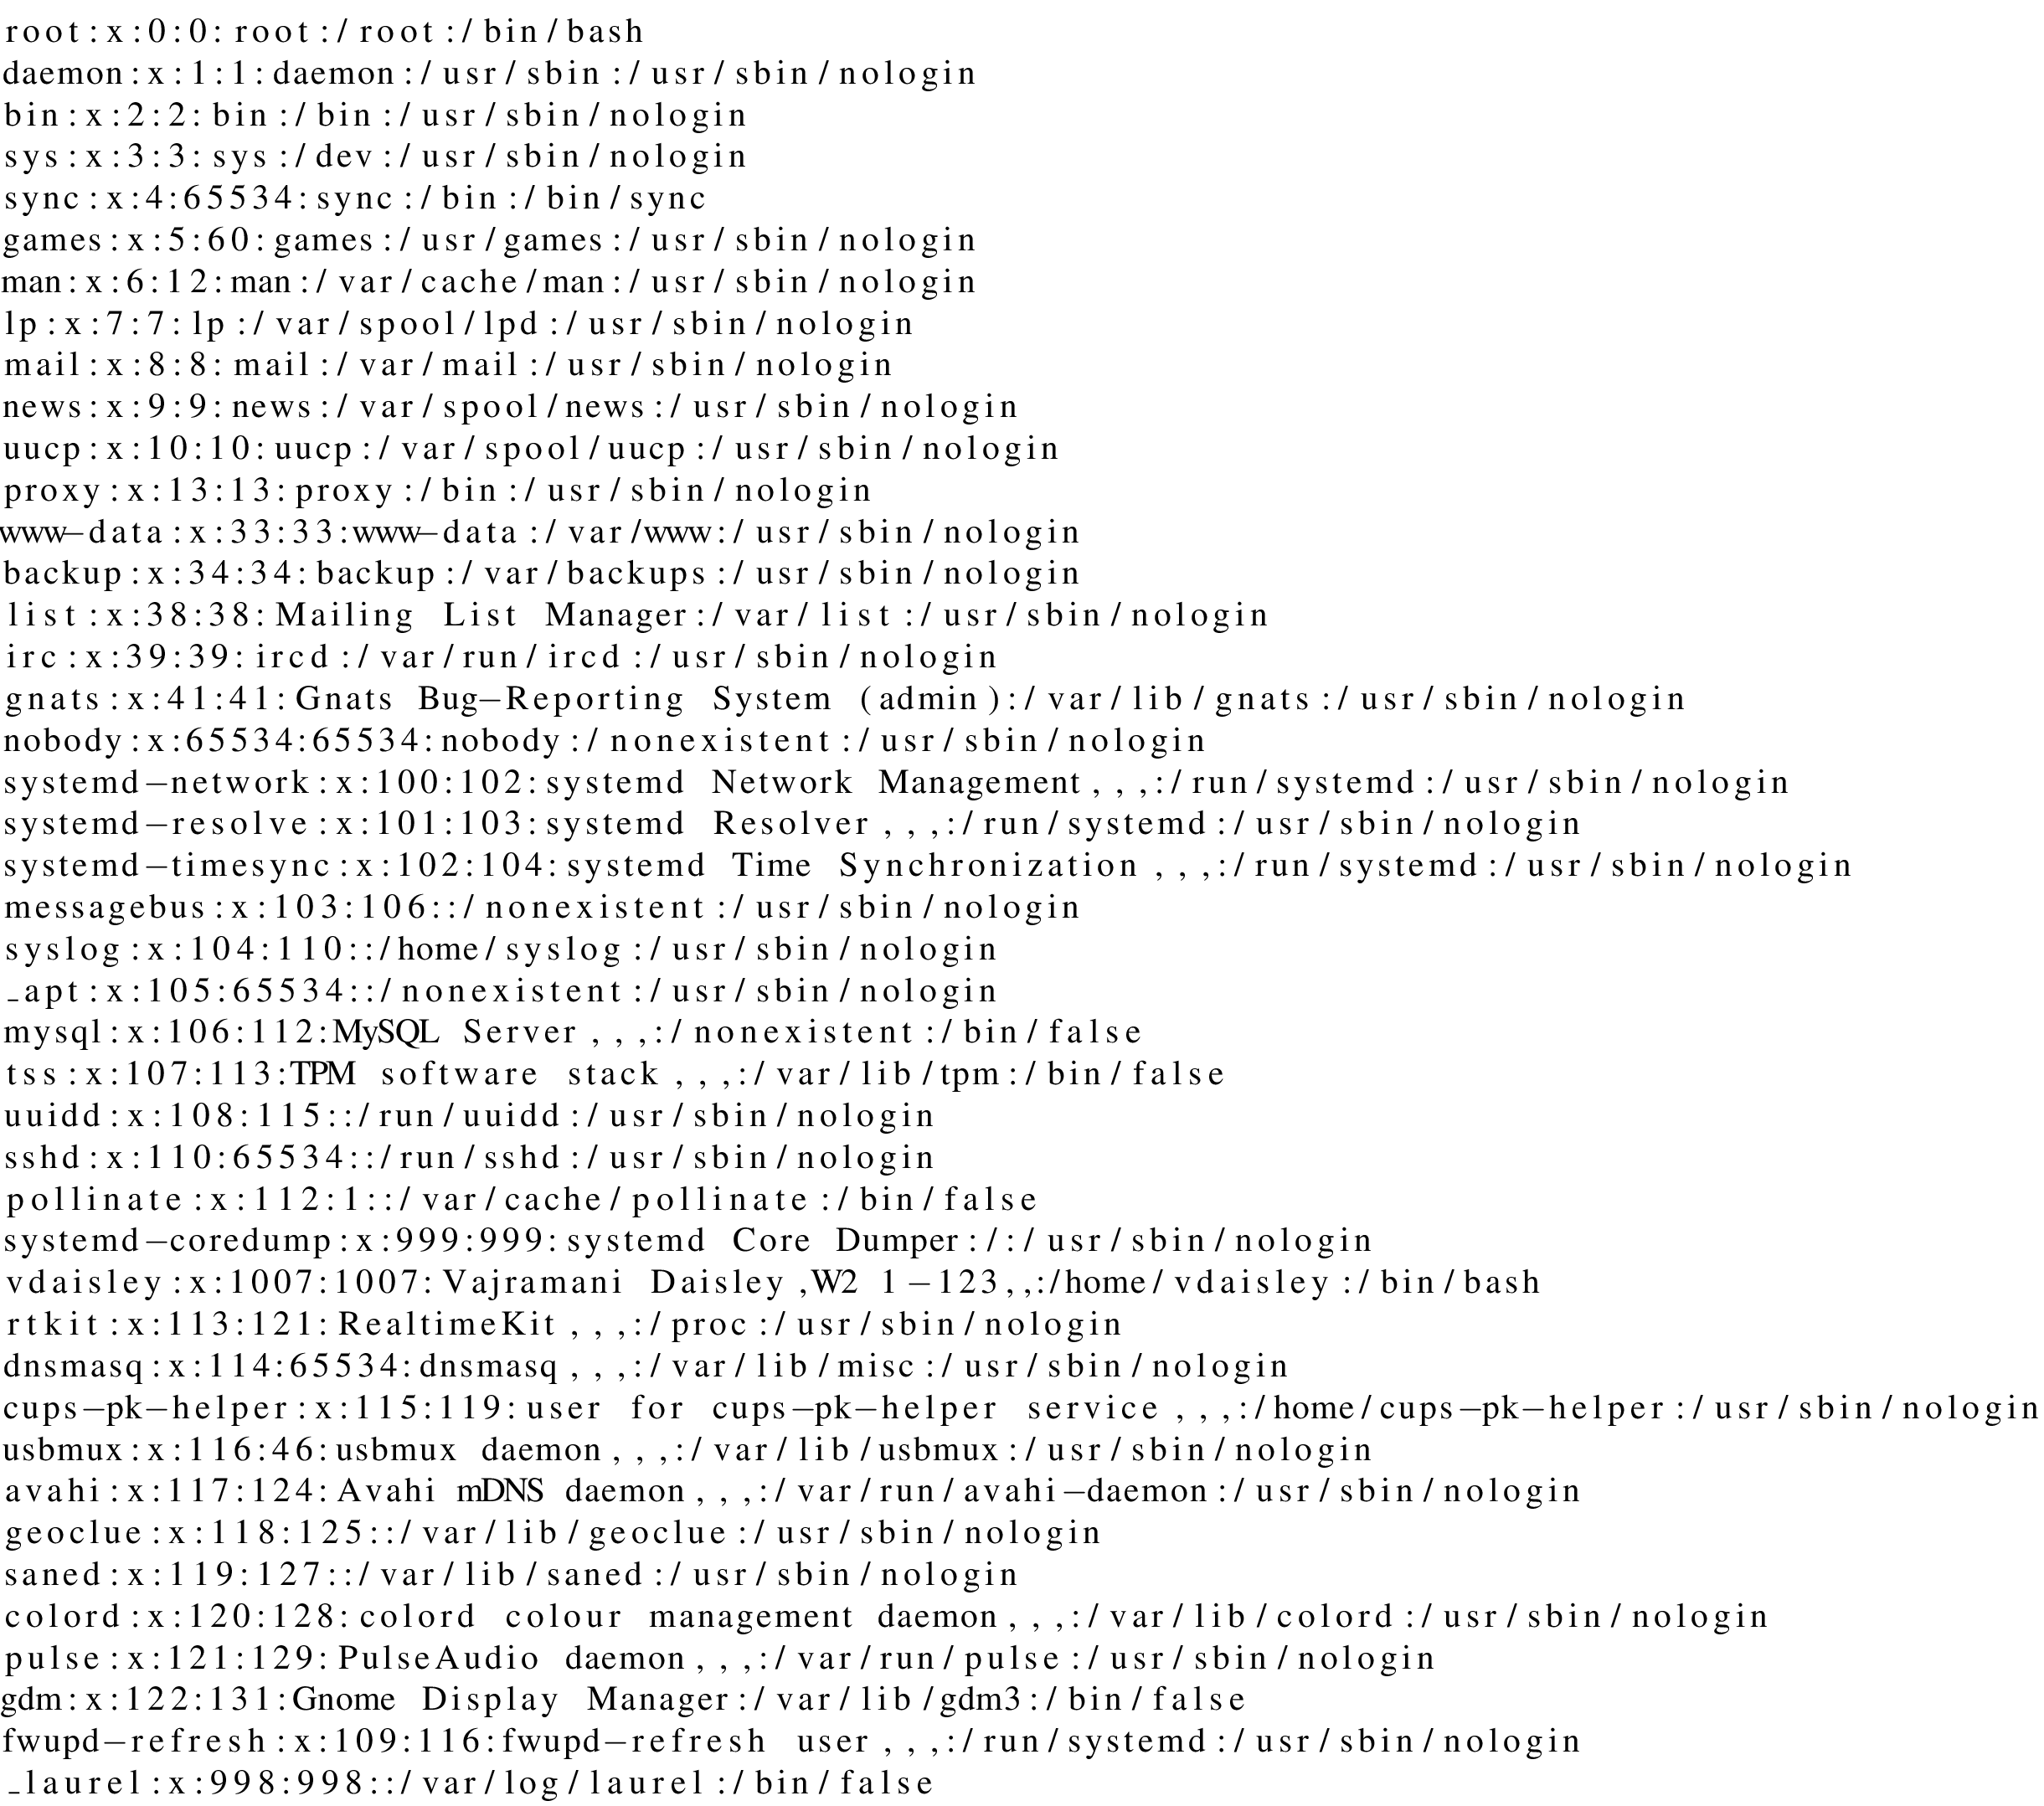 root:x:0:0:root:/root:/bin/bash
daemon:x:1:1:daemon:/usr/sbin:/usr/sbin/nologin
bin:x:2:2:bin:/bin:/usr/sbin/nologin
sys:x:3:3:sys:/dev:/usr/sbin/nologin
sync:x:4:65534:sync:/bin:/bin/sync
games:x:5:60:games:/usr/games:/usr/sbin/nologin
man:x:6:12:man:/var/cache/man:/usr/sbin/nologin
lp:x:7:7:lp:/var/spool/lpd:/usr/sbin/nologin
mail:x:8:8:mail:/var/mail:/usr/sbin/nologin
news:x:9:9:news:/var/spool/news:/usr/sbin/nologin
uucp:x:10:10:uucp:/var/spool/uucp:/usr/sbin/nologin
proxy:x:13:13:proxy:/bin:/usr/sbin/nologin
www-data:x:33:33:www-data:/var/www:/usr/sbin/nologin
backup:x:34:34:backup:/var/backups:/usr/sbin/nologin
list:x:38:38:Mailing List Manager:/var/list:/usr/sbin/nologin
irc:x:39:39:ircd:/var/run/ircd:/usr/sbin/nologin
gnats:x:41:41:Gnats Bug-Reporting System (admin):/var/lib/gnats:/usr/sbin/nologin
nobody:x:65534:65534:nobody:/nonexistent:/usr/sbin/nologin
systemd-network:x:100:102:systemd Network Management,,,:/run/systemd:/usr/sbin/nologin
systemd-resolve:x:101:103:systemd Resolver,,,:/run/systemd:/usr/sbin/nologin
systemd-timesync:x:102:104:systemd Time Synchronization,,,:/run/systemd:/usr/sbin/nologin
messagebus:x:103:106::/nonexistent:/usr/sbin/nologin
syslog:x:104:110::/home/syslog:/usr/sbin/nologin
_apt:x:105:65534::/nonexistent:/usr/sbin/nologin
mysql:x:106:112:MySQL Server,,,:/nonexistent:/bin/false
tss:x:107:113:TPM software stack,,,:/var/lib/tpm:/bin/false
uuidd:x:108:115::/run/uuidd:/usr/sbin/nologin
sshd:x:110:65534::/run/sshd:/usr/sbin/nologin
pollinate:x:112:1::/var/cache/pollinate:/bin/false
systemd-coredump:x:999:999:systemd Core Dumper:/:/usr/sbin/nologin
vdaisley:x:1007:1007:Vajramani Daisley,W2 1-123,,:/home/vdaisley:/bin/bash
rtkit:x:113:121:RealtimeKit,,,:/proc:/usr/sbin/nologin
dnsmasq:x:114:65534:dnsmasq,,,:/var/lib/misc:/usr/sbin/nologin
cups-pk-helper:x:115:119:user for cups-pk-helper service,,,:/home/cups-pk-helper:/usr/sbin/nologin
usbmux:x:116:46:usbmux daemon,,,:/var/lib/usbmux:/usr/sbin/nologin
avahi:x:117:124:Avahi mDNS daemon,,,:/var/run/avahi-daemon:/usr/sbin/nologin
geoclue:x:118:125::/var/lib/geoclue:/usr/sbin/nologin
saned:x:119:127::/var/lib/saned:/usr/sbin/nologin
colord:x:120:128:colord colour management daemon,,,:/var/lib/colord:/usr/sbin/nologin
pulse:x:121:129:PulseAudio daemon,,,:/var/run/pulse:/usr/sbin/nologin
gdm:x:122:131:Gnome Display Manager:/var/lib/gdm3:/bin/false
fwupd-refresh:x:109:116:fwupd-refresh user,,,:/run/systemd:/usr/sbin/nologin
_laurel:x:998:998::/var/log/laurel:/bin/false